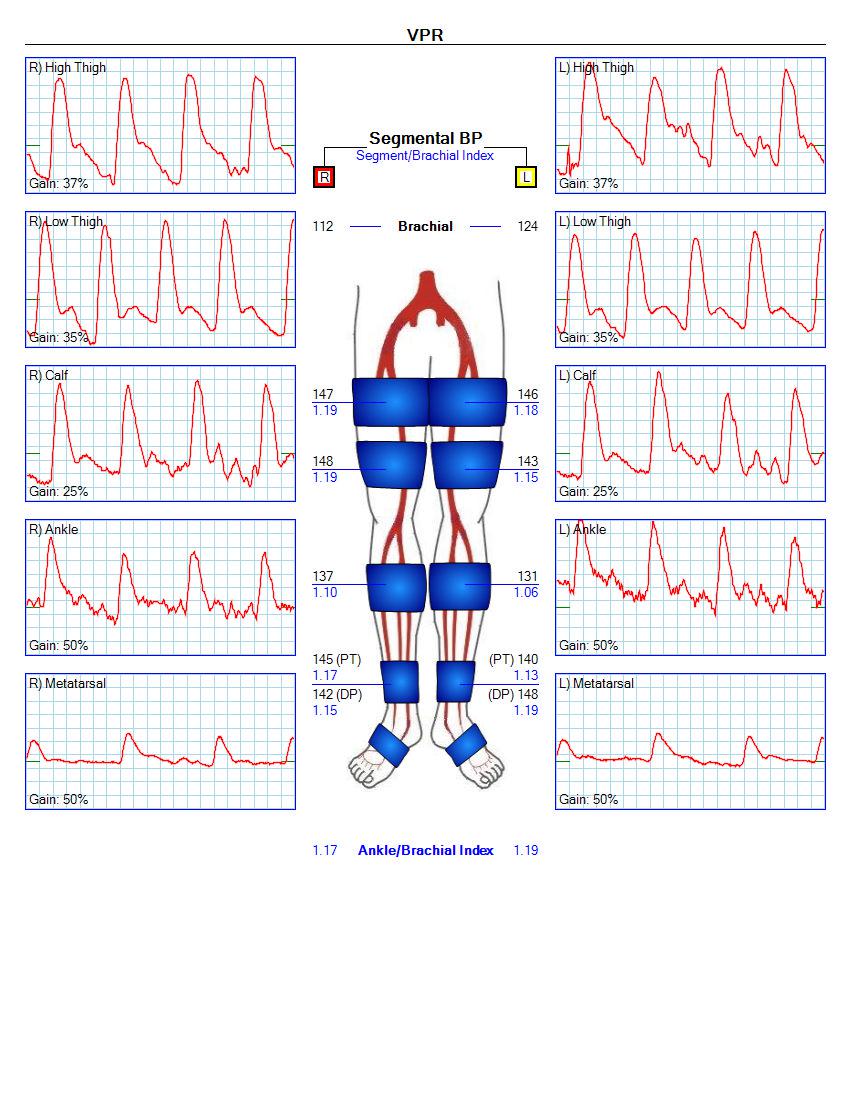 VPR
R) High Thigh
Gain: 37%
L) High Thigh
Gain: 37%
Segmental BP
Segment/Brachial Index
R
L
112 Brachial 124
R) Low Thigh
Gain: 35%
L) Low Thigh
Gain: 35%
R) Calf
Gain: 25%
L) Calf
Gain: 25%
147 146
1.19 1.18
148 143
1.19 1.15
R) Ankle
Gain: 50%
L) Ankle
Gain: 50%
137 131
1.10 1.06
145 (PT) (PT) 140
1.17 1.13
142 (DP) (DP) 148
1.15 1.19
R) Metatarsal
Gain: 50%
L) Metatarsal
Gain: 50%
1.17 Ankle/Brachial Index 1.19